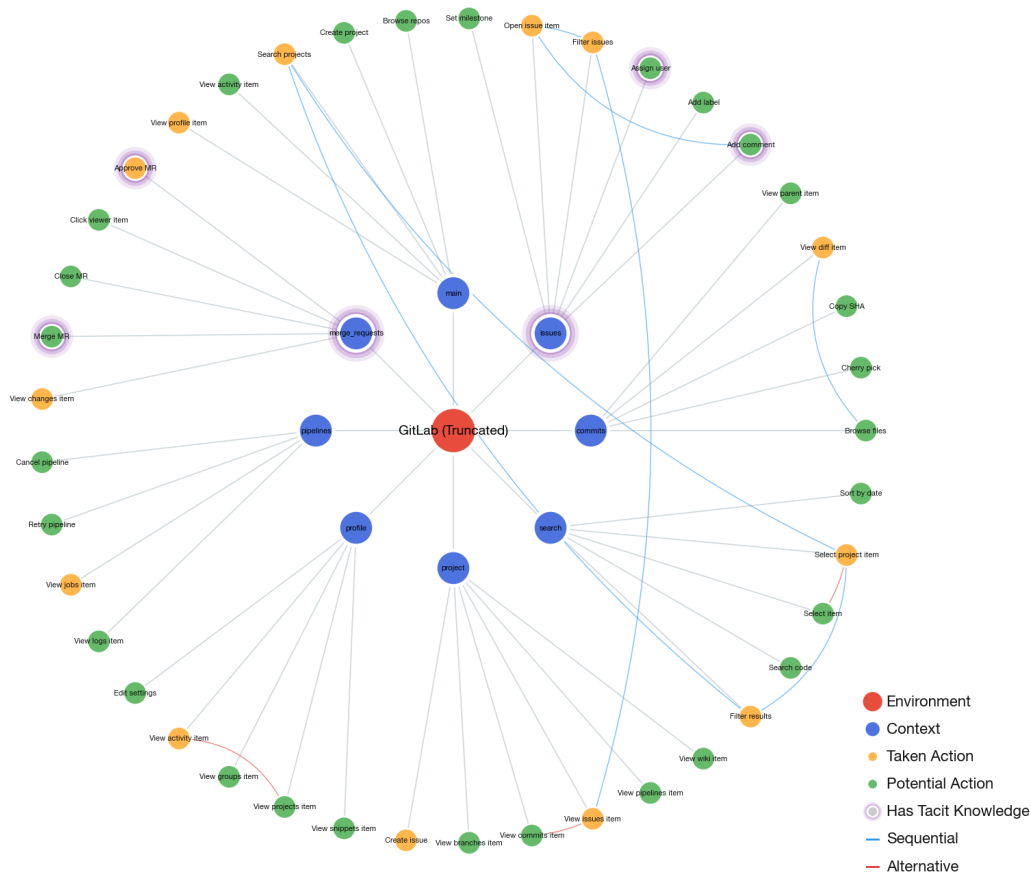 Set milestone
Browse repos
Open issue item
Create project
Filter issues
Search projects
Assign user
View activity item
Add label
View profile item
Add comment
Approve MR
View parent item
Click viewer item
View diff item
Close MR
main
Copy SHA
merge_requests
issues
Merge MR
Cherry pick
View changes item
pipelines
GitLab (Truncated)
commits
Browse files
Cancel pipeline
Sort by date
Retry pipeline
profile
search
Select project item
project
View jobs item
Select item
View logs item
Search code
Edit settings
Filter results
View activity item
View wiki item
View groups item
View pipelines item
View projects item
View snippets item
Create issue
View branches item
View commits item
View issues item
Environment
Context
Taken Action
Potential Action
Has Tacit Knowledge
Sequential
Alternative